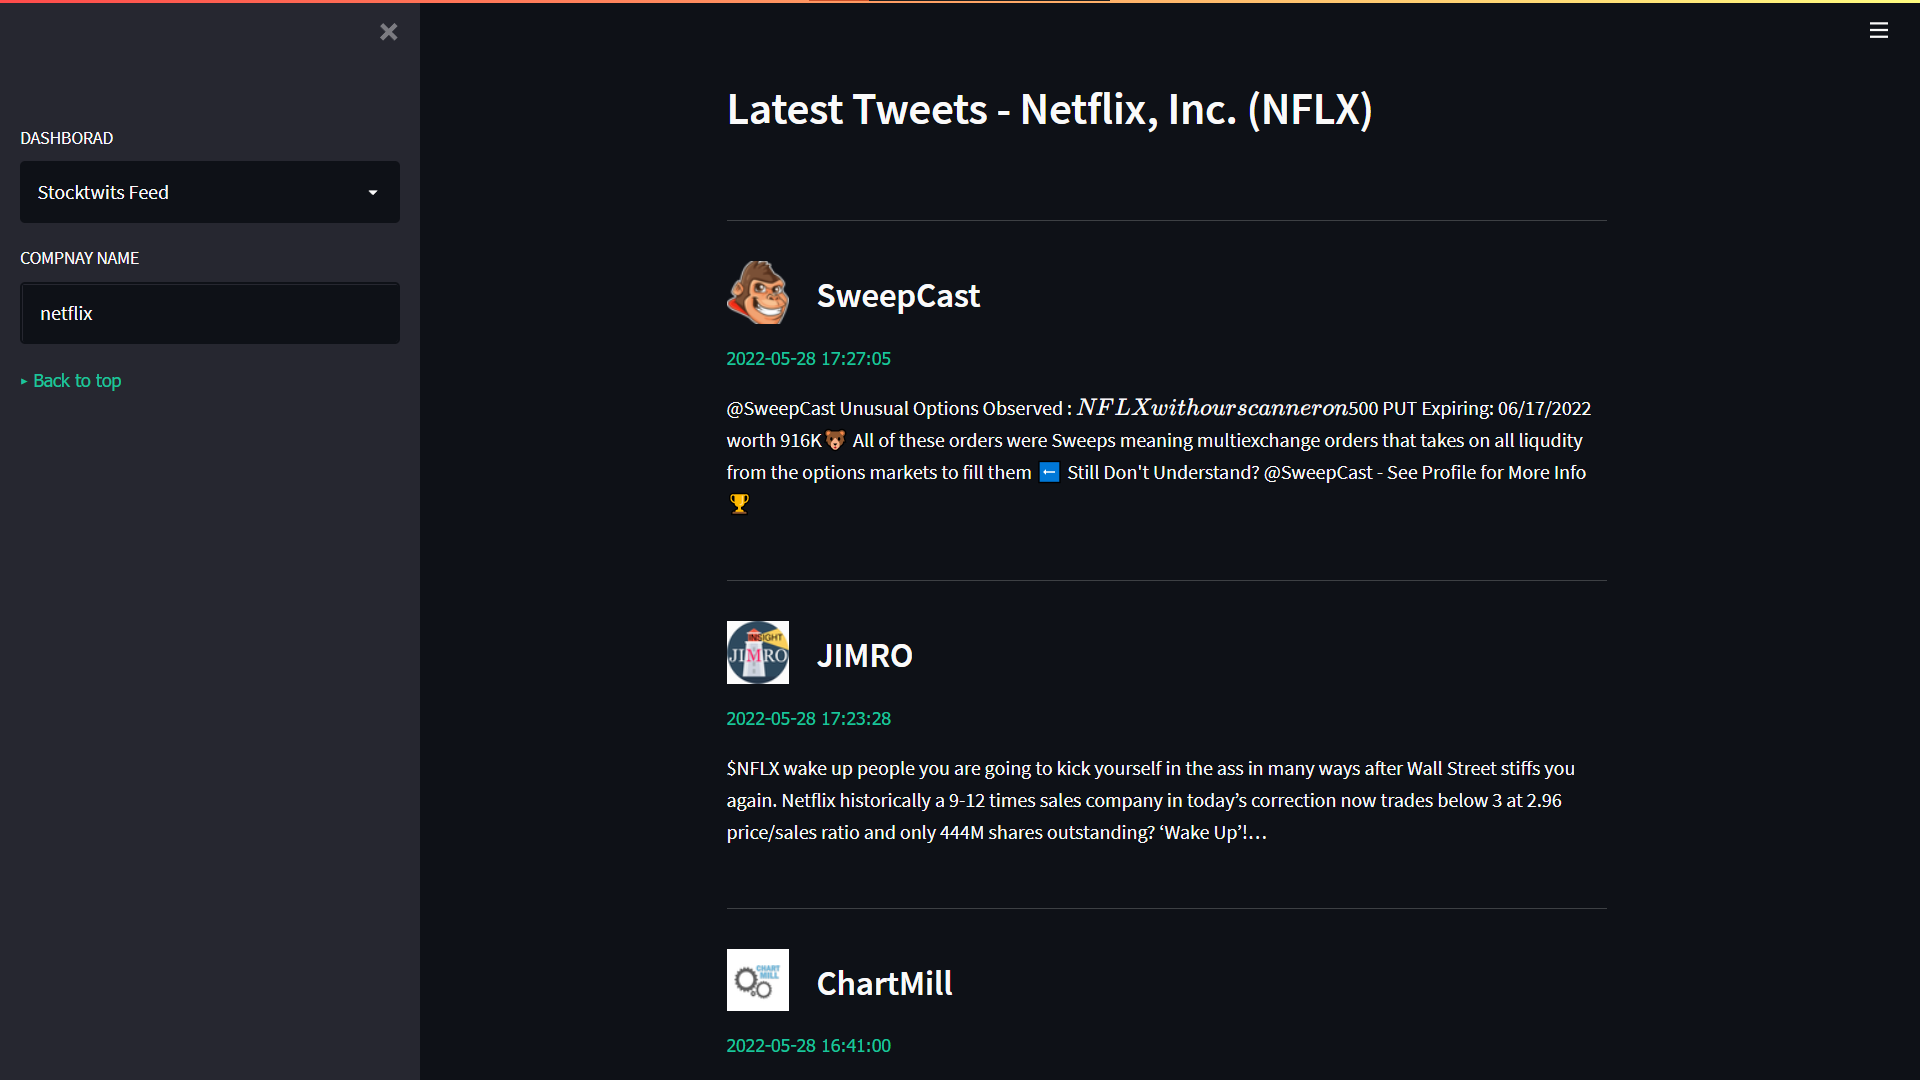 DASHBORAD
Stocktwits Feed
COMPNAY NAME
netflix
▸ Back to top
Latest Tweets - Netflix, Inc. (NFLX)
SweepCast
2022-05-28 17:27:05
@SweepCast Unusual Options Observed : NFLXwithourscanneron500 PUT Expiring: 06/17/2022
worth 916K🐻 All of these orders were Sweeps meaning multiexchange orders that takes on all liqudity
from the options markets to fill them ⬅️ Still Don't Understand? @SweepCast - See Profile for More Info
🏆
INSIGHT
JIMRO
JIMRO
2022-05-28 17:23:28
$NFLX wake up people you are going to kick yourself in the ass in many ways after Wall Street stiffs you
again. Netflix historically a 9-12 times sales company in today’s correction now trades below 3 at 2.96
price/sales ratio and only 444M shares outstanding? ‘Wake Up’!…
CHART
MILL
ChartMill
2022-05-28 16:41:00